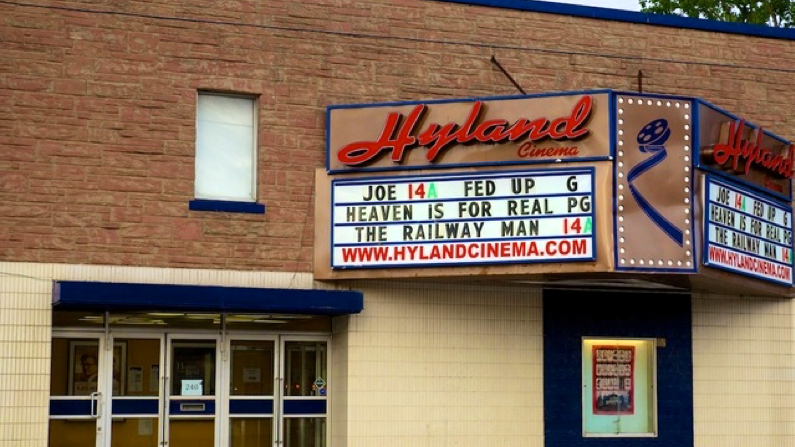 Hyland
Cinema
JOE 14A FED UP G
HEAVEN IS FOR REAL PG
THE RAILWAY MAN 14A
WWW.HYLANDCINEMA.COM
Hyland
JOE 14A FED UP G
HEAVEN IS FOR REAL PG
THE RAILWAY MAN 14A
WWW.HYLANDCINEMA.COM
240